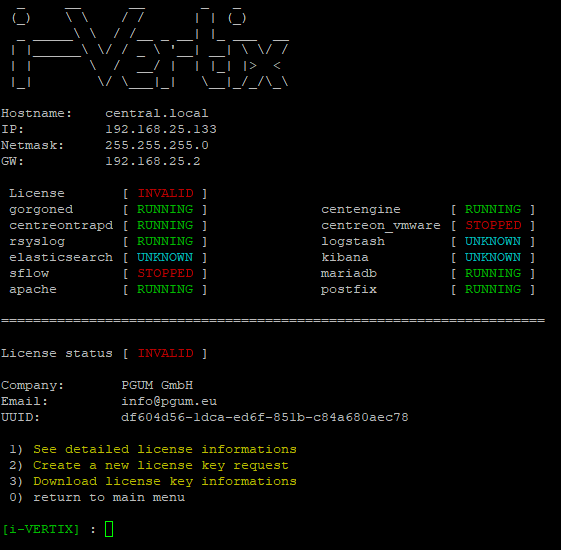 i-Vertix
Hostname: central.local
IP: 192.168.25.133
Netmask: 255.255.255.0
GW: 192.168.25.2
License [ INVALID ]
gorgoned [ RUNNING ] centengine [ RUNNING ]
centreontrapd [ RUNNING ] centreon_vmware [ STOPPED ]
rsyslog [ RUNNING ] logstash [ UNKNOWN ]
elasticsearch [ UNKNOWN ] kibana [ UNKNOWN ]
sflow [ STOPPED ] mariadb [ RUNNING ]
apache [ RUNNING ] postfix [ RUNNING ]
====================================================================
License status [ INVALID ]
Company: PGUM GmbH
Email: info@pgum.eu
UUID: df604d56-1dca-ed6f-851b-c84a680aec78
1) See detailed license informations
2) Create a new license key request
3) Download license key informations
0) return to main menu
[i-VERTIX] :